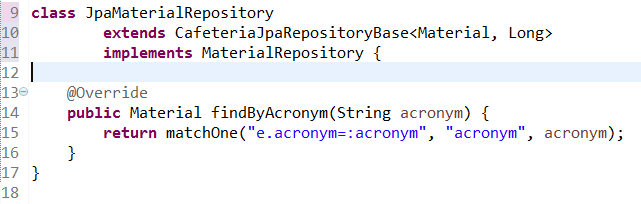 9 class JpaMaterialRepository
10 extends CafeteriaJpaRepositoryBase<Material, Long>
11 implements MaterialRepository {
12
13 @Override
14 public Material findByAcronym(String acronym) {
15 return matchOne("e.acronym=:acronym", "acronym", acronym);
16 }
17 }
18